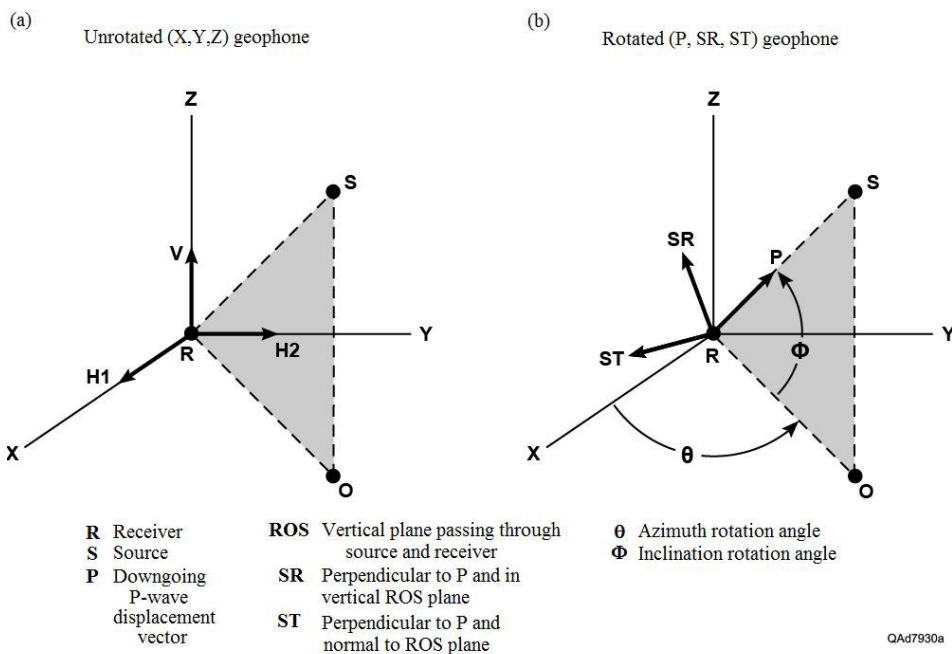 (a)
Unrotated (X,Y,Z) geophone
Z
S
V
R
H2
Y
H1
X
O
(b)
Rotated (P, SR, ST) geophone
Z
S
SR
P
Y
ST
R
Φ
X
θ
O
R Receiver
S Source
P Downgoing
P-wave
displacement
vector
ROS Vertical plane passing through
source and receiver
SR Perpendicular to P and in
vertical ROS plane
ST Perpendicular to P and
normal to ROS plane
θ Azimuth rotation angle
Φ Inclination rotation angle
QAd7930a